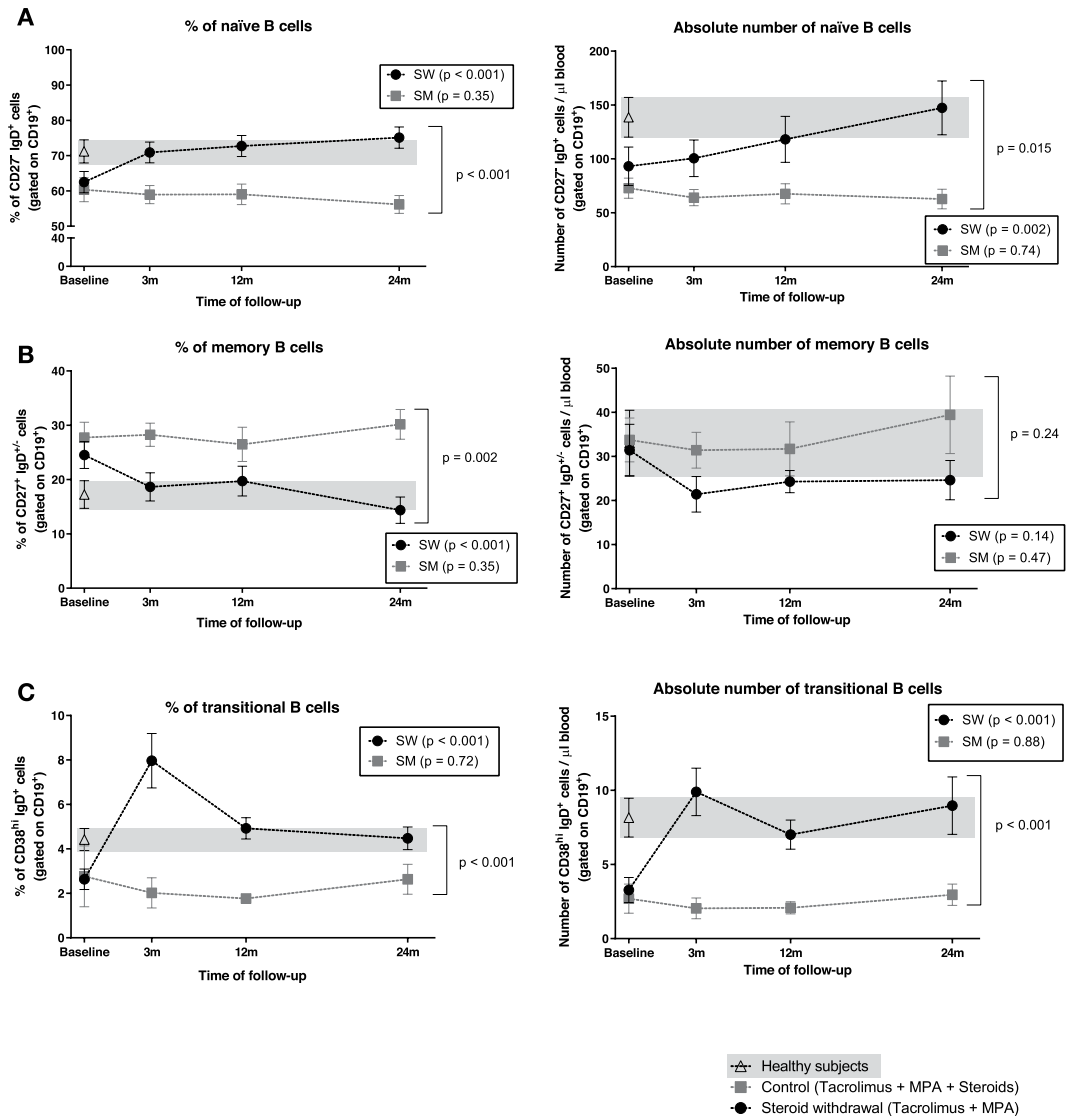 A
% of naïve B cells
% of CD27⁻ IgD⁺ cells
(gated on CD19⁺)
100
90
80
70
60
50
40
0
SW (p < 0.001)
SM (p = 0.35)
p < 0.001
Baseline 3m 12m 24m
Time of follow-up
Absolute number of naïve B cells
Number of CD27⁻ IgD⁺ cells / µl blood
(gated on CD19⁺)
200
150
100
50
0
p = 0.015
SW (p = 0.002)
SM (p = 0.74)
Baseline 3m 12m 24m
Time of follow-up
B
% of memory B cells
% of CD27⁺ IgD⁺/⁻ cells
(gated on CD19⁺)
40
30
20
10
0
p = 0.002
SW (p < 0.001)
SM (p = 0.35)
Baseline 3m 12m 24m
Time of follow-up
Absolute number of memory B cells
Number of CD27⁺ IgD⁺/⁻ cells / µl blood
(gated on CD19⁺)
50
40
30
20
10
0
p = 0.24
SW (p = 0.14)
SM (p = 0.47)
Baseline 3m 12m 24m
Time of follow-up
C
% of transitional B cells
% of CD38ʰⁱ IgD⁺ cells
(gated on CD19⁺)
10
8
6
4
2
0
SW (p < 0.001)
SM (p = 0.72)
p < 0.001
Baseline 3m 12m 24m
Time of follow-up
Absolute number of transitional B cells
Number of CD38ʰⁱ IgD⁺ cells / µl blood
(gated on CD19⁺)
15
10
5
0
SW (p < 0.001)
SM (p = 0.88)
p < 0.001
Baseline 3m 12m 24m
Time of follow-up
Healthy subjects
Control (Tacrolimus + MPA + Steroids)
Steroid withdrawal (Tacrolimus + MPA)